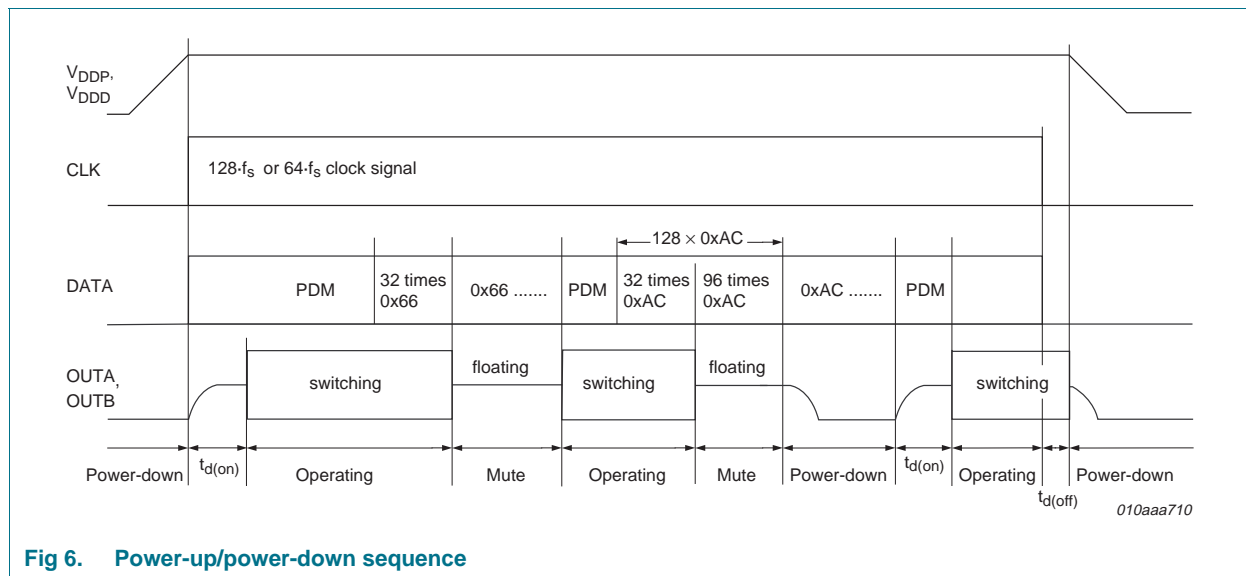 VDDP,
VDDD
CLK
128·fs or 64·fs clock signal
128 × 0xAC
DATA
PDM
32 times
0x66
0x66 .......
PDM
32 times
0xAC
96 times
0xAC
0xAC .......
PDM
OUTA,
OUTB
switching
floating
switching
floating
switching
Power-down
td(on)
Operating
Mute
Operating
Mute
Power-down
td(on)
Operating
td(off)
Power-down
010aaa710
Fig 6. Power-up/power-down sequence